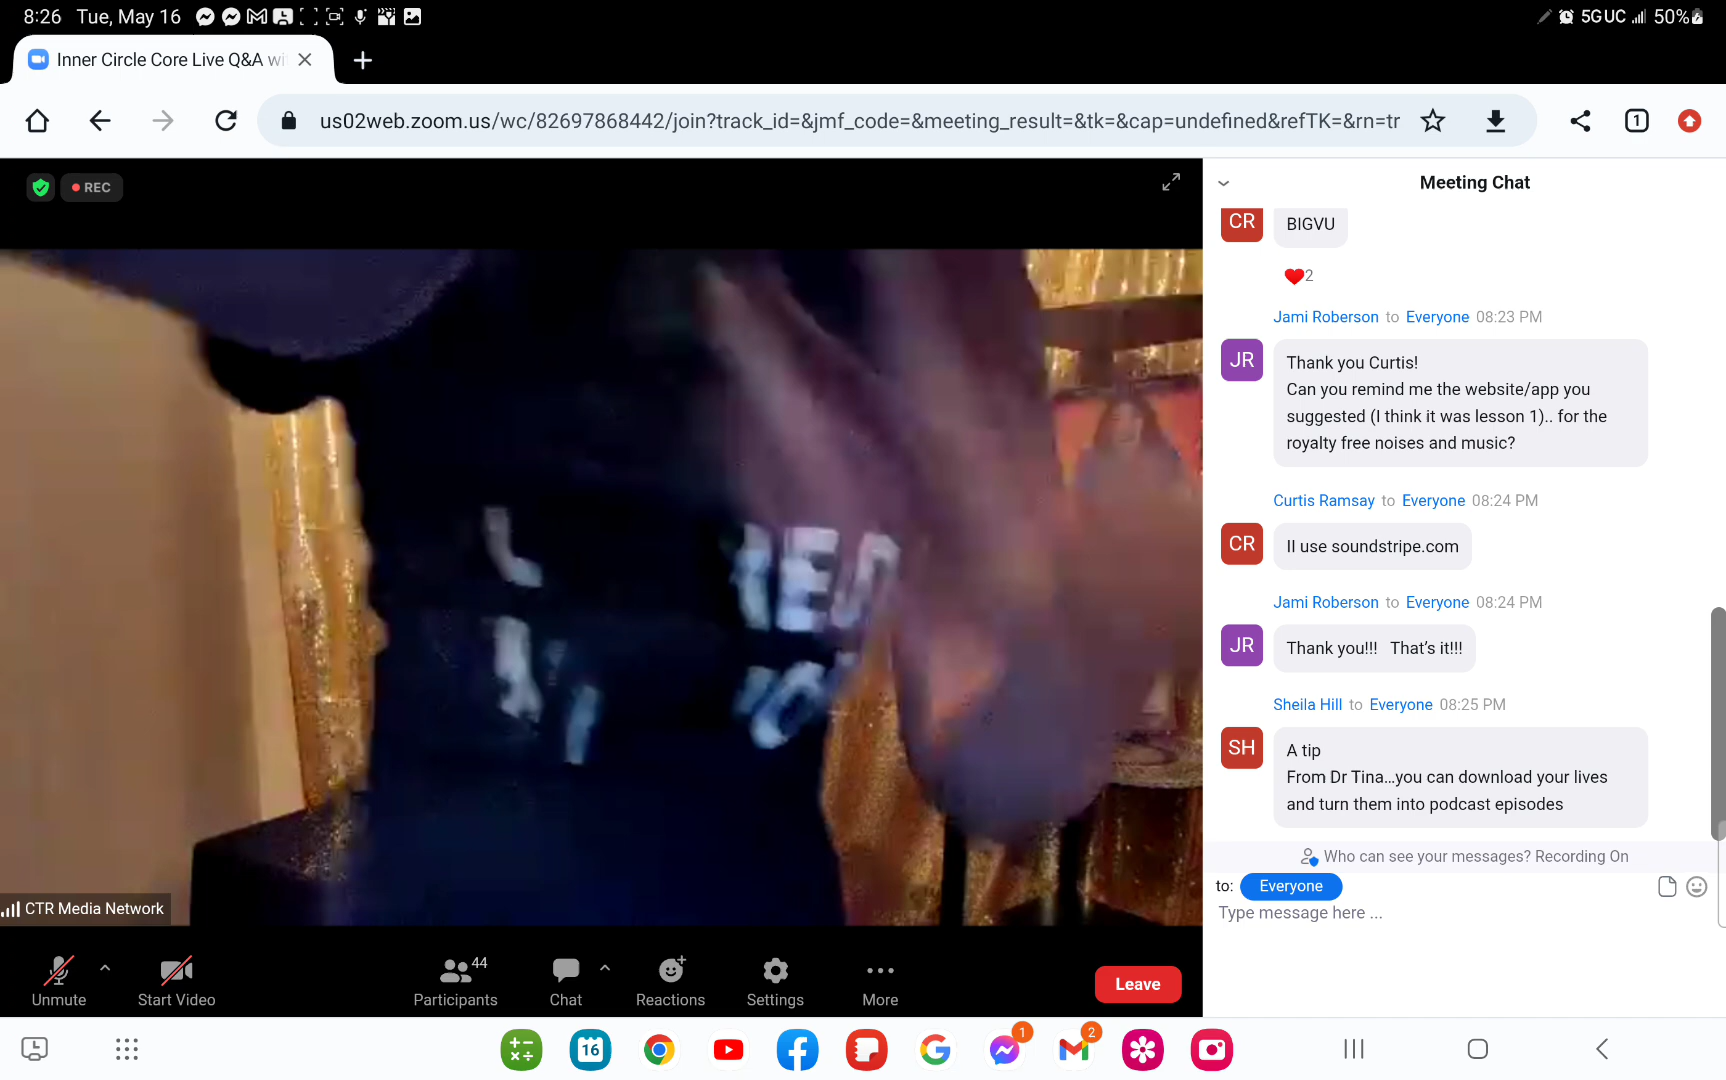 8:26 Tue, May 16
5GUC 50%
Inner Circle Core Live Q&A wi
us02web.zoom.us/wc/82697868442/join?track_id=&jmf_code=&meeting_result=&tk=&cap=undefined&refTK=&rn=tr
1
REC
CTR Media Network
Unmute
Start Video
44
Participants
Chat
Reactions
Settings
More
Leave
Meeting Chat
CR
BIGVU
2
Jami Roberson to Everyone 08:23 PM
JR
Thank you Curtis!
Can you remind me the website/app you
suggested (I think it was lesson 1).. for the
royalty free noises and music?
Curtis Ramsay to Everyone 08:24 PM
CR
II use soundstripe.com
Jami Roberson to Everyone 08:24 PM
JR
Thank you!!! That’s it!!!
Sheila Hill to Everyone 08:25 PM
SH
A tip
From Dr Tina…you can download your lives
and turn them into podcast episodes
Who can see your messages? Recording On
to: Everyone
Type message here ...
16
1
2